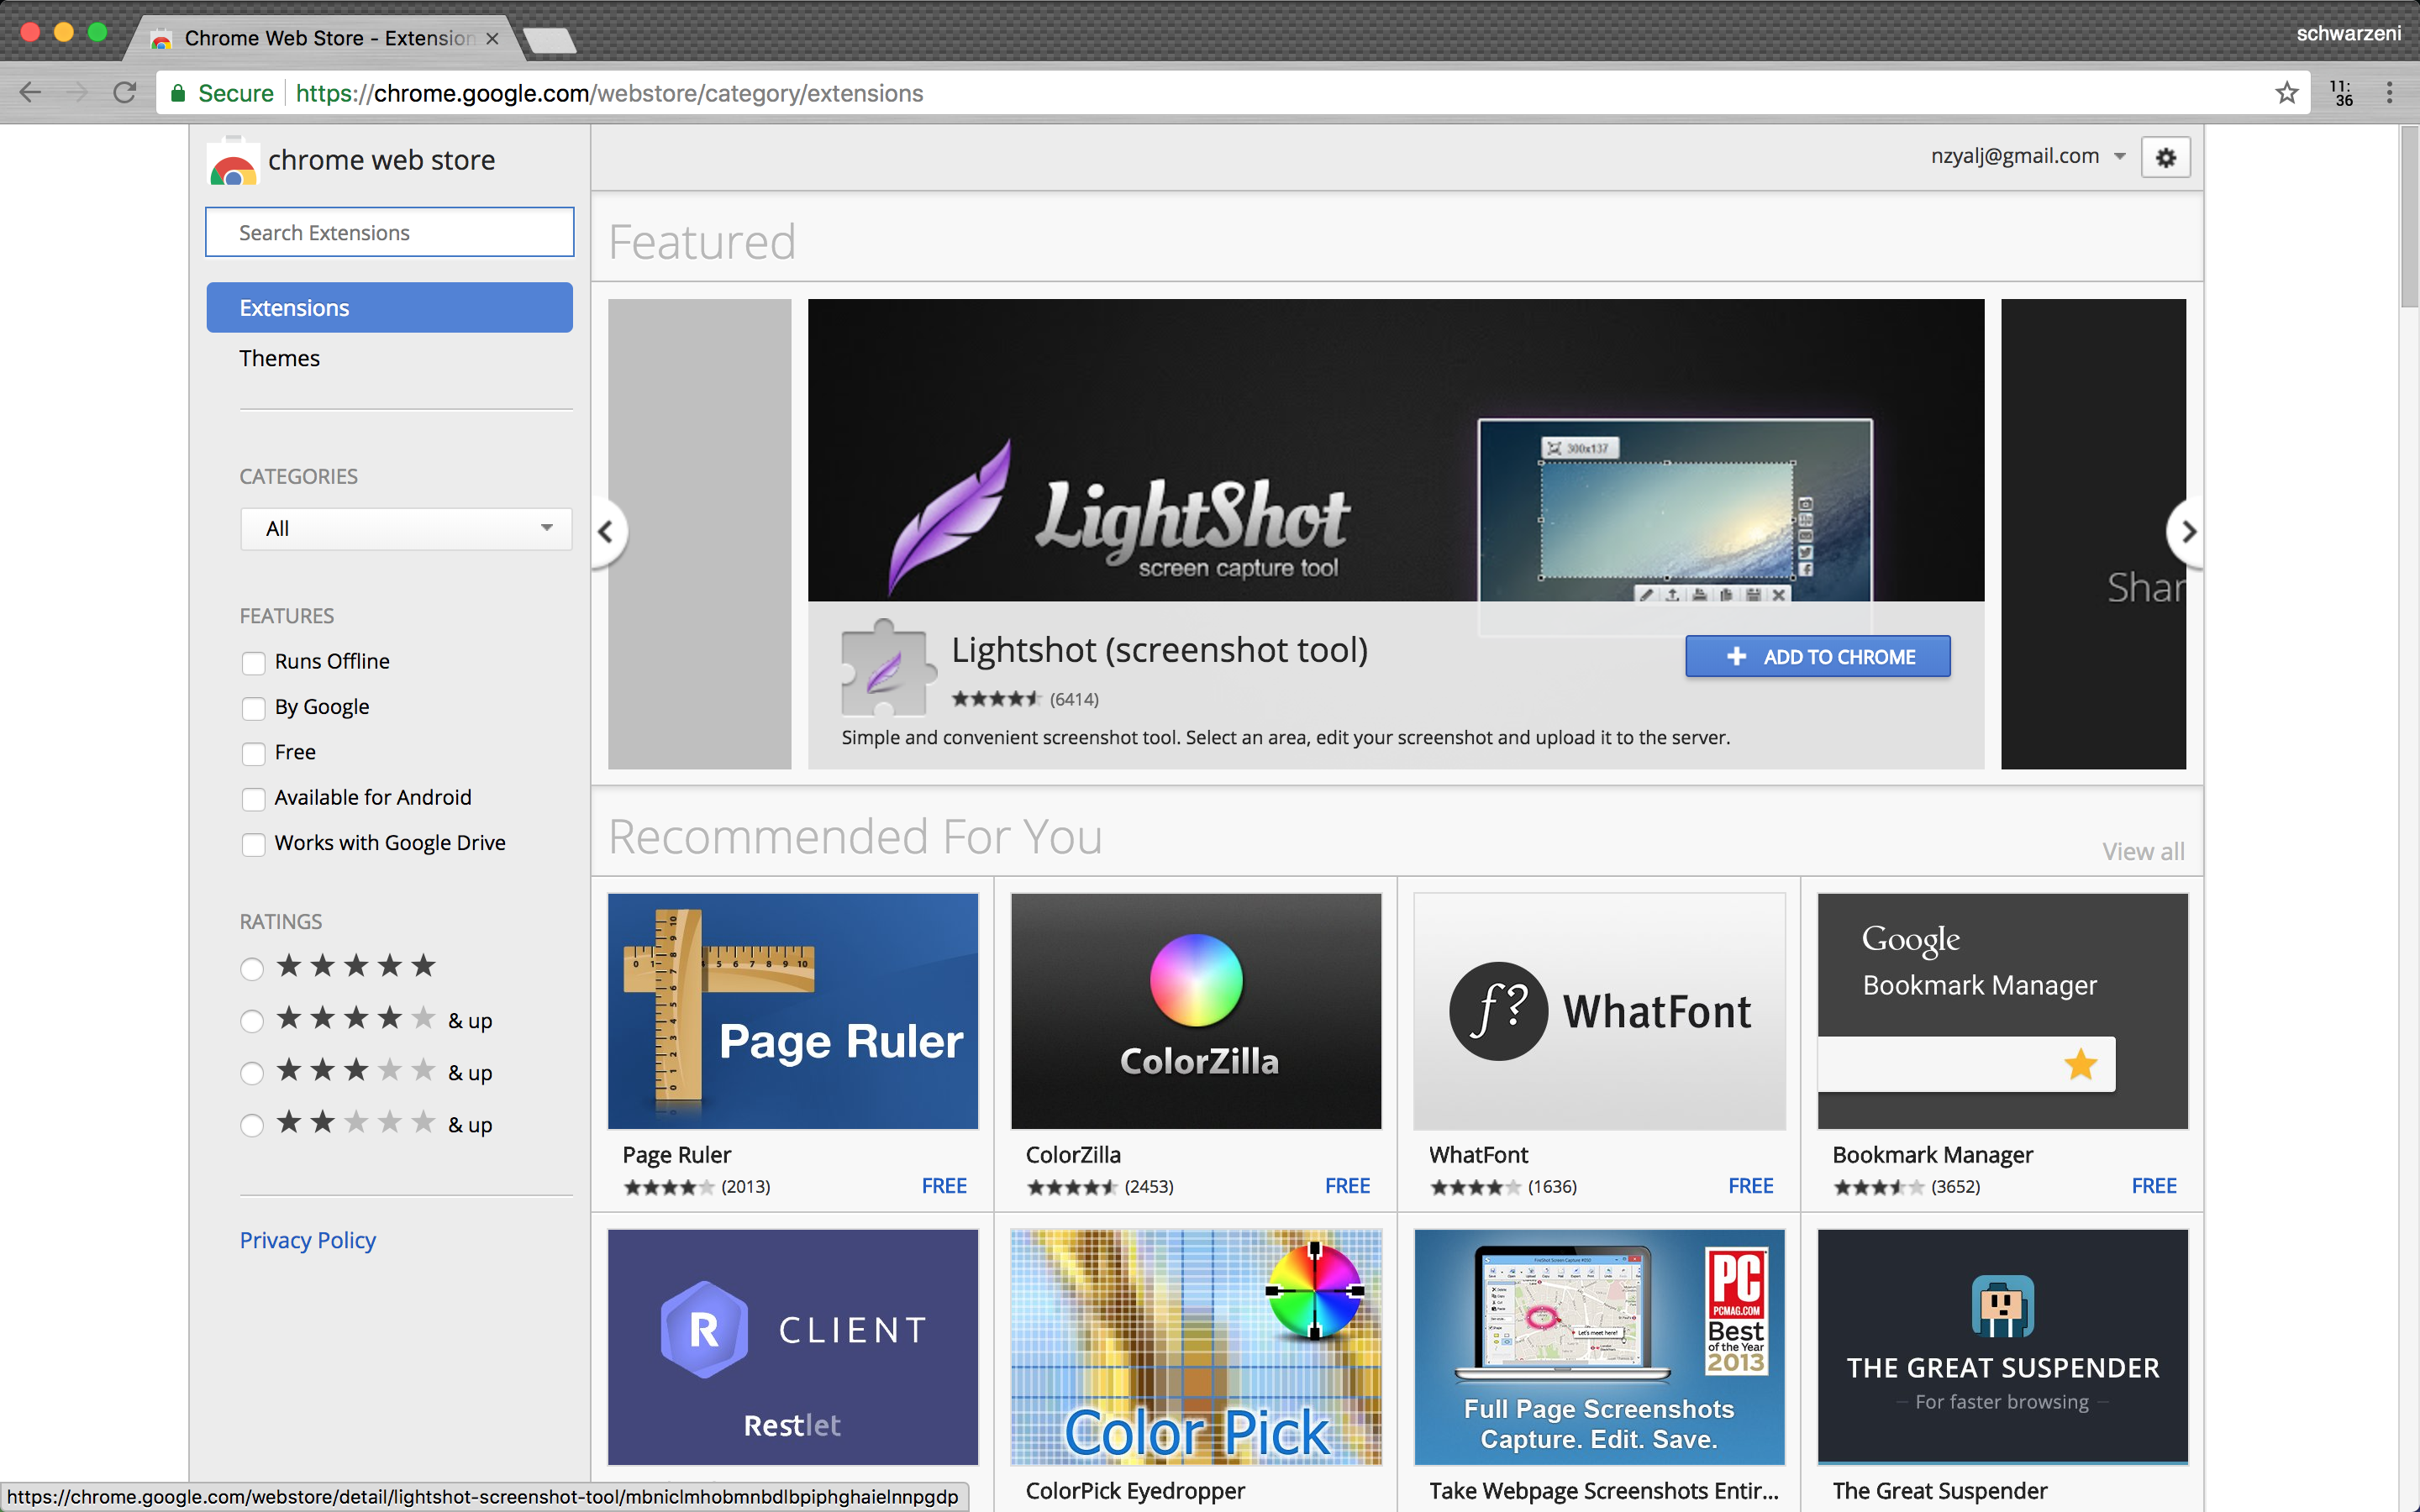 Chrome Web Store - Extension
schwarzeni
Secure
https://chrome.google.com/webstore/category/extensions
11:
36
chrome web store
nzyalj@gmail.com
Search Extensions
Extensions
Themes
CATEGORIES
All
FEATURES
Runs Offline
By Google
Free
Available for Android
Works with Google Drive
RATINGS
& up
& up
& up
Privacy Policy
Featured
300x137
LightShot
screen capture tool
Shar
Lightshot (screenshot tool)
ADD TO CHROME
(6414)
Simple and convenient screenshot tool. Select an area, edit your screenshot and upload it to the server.
Recommended For You
View all
Page Ruler
Page Ruler
(2013) FREE
ColorZilla
ColorZilla
(2453) FREE
f? WhatFont
WhatFont
(1636) FREE
Google
Bookmark Manager
Bookmark Manager
(3652) FREE
R CLIENT
Restlet
Color Pick
ColorPick Eyedropper
Let's meet here!
PC
PCMAG.COM
Best
of the Year
2013
Full Page Screenshots
Capture. Edit. Save.
Take Webpage Screenshots Entir...
THE GREAT SUSPENDER
– For faster browsing –
The Great Suspender
https://chrome.google.com/webstore/detail/lightshot-screenshot-tool/mbniclmhobmnbdlbpiphghaielnnpgdp